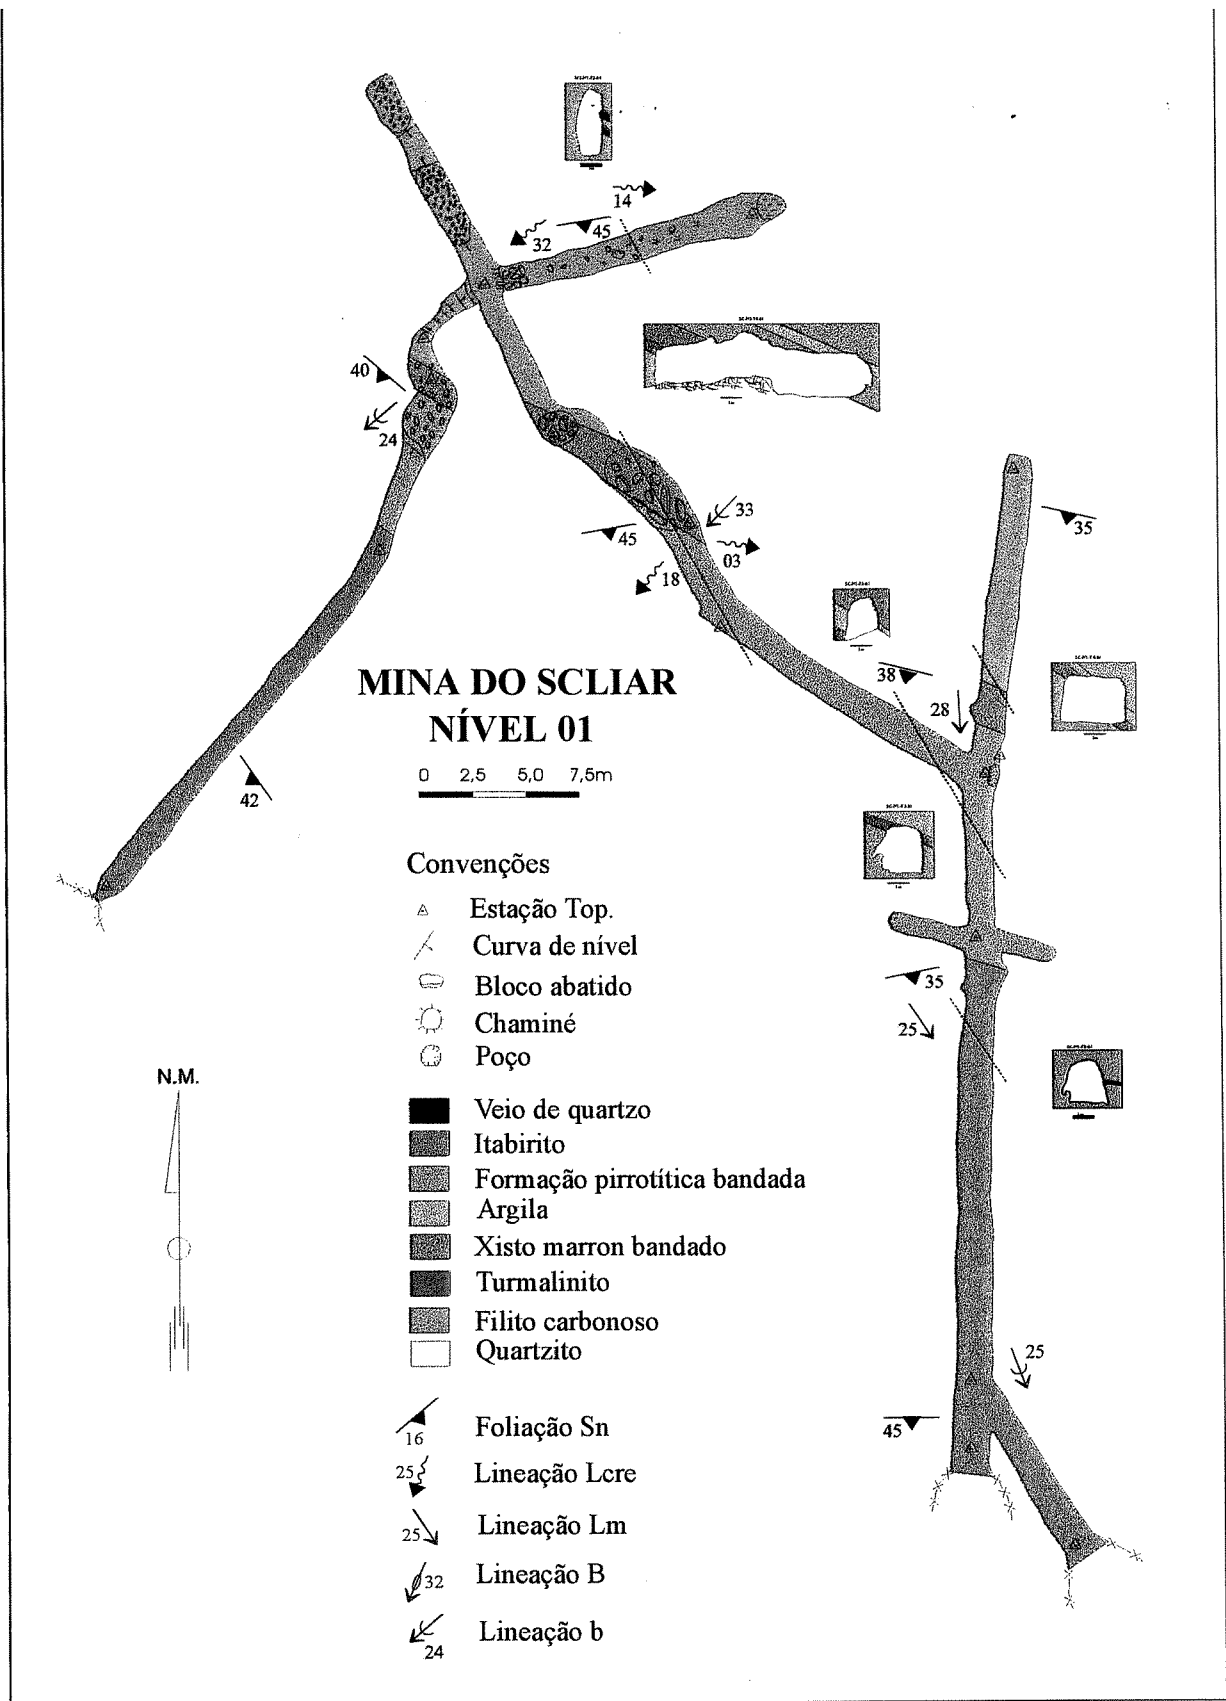 14
32
45
40
24
33
45
03
18
35
MINA DO SCLIAR
NÍVEL 01
38
28
0 2,5 5,0 7,5m
42
Convenções
Estação Top.
Curva de nível
Bloco abatido
Chaminé
Poço
35
25
N.M.
Veio de quartzo
Itabirito
Formação pirrotítica bandada
Argila
Xisto marron bandado
Turmalinito
Filito carbonoso
Quartzito
25
45
16 Foliação Sn
25 Lineação Lcre
25 Lineação Lm
32 Lineação B
24 Lineação b